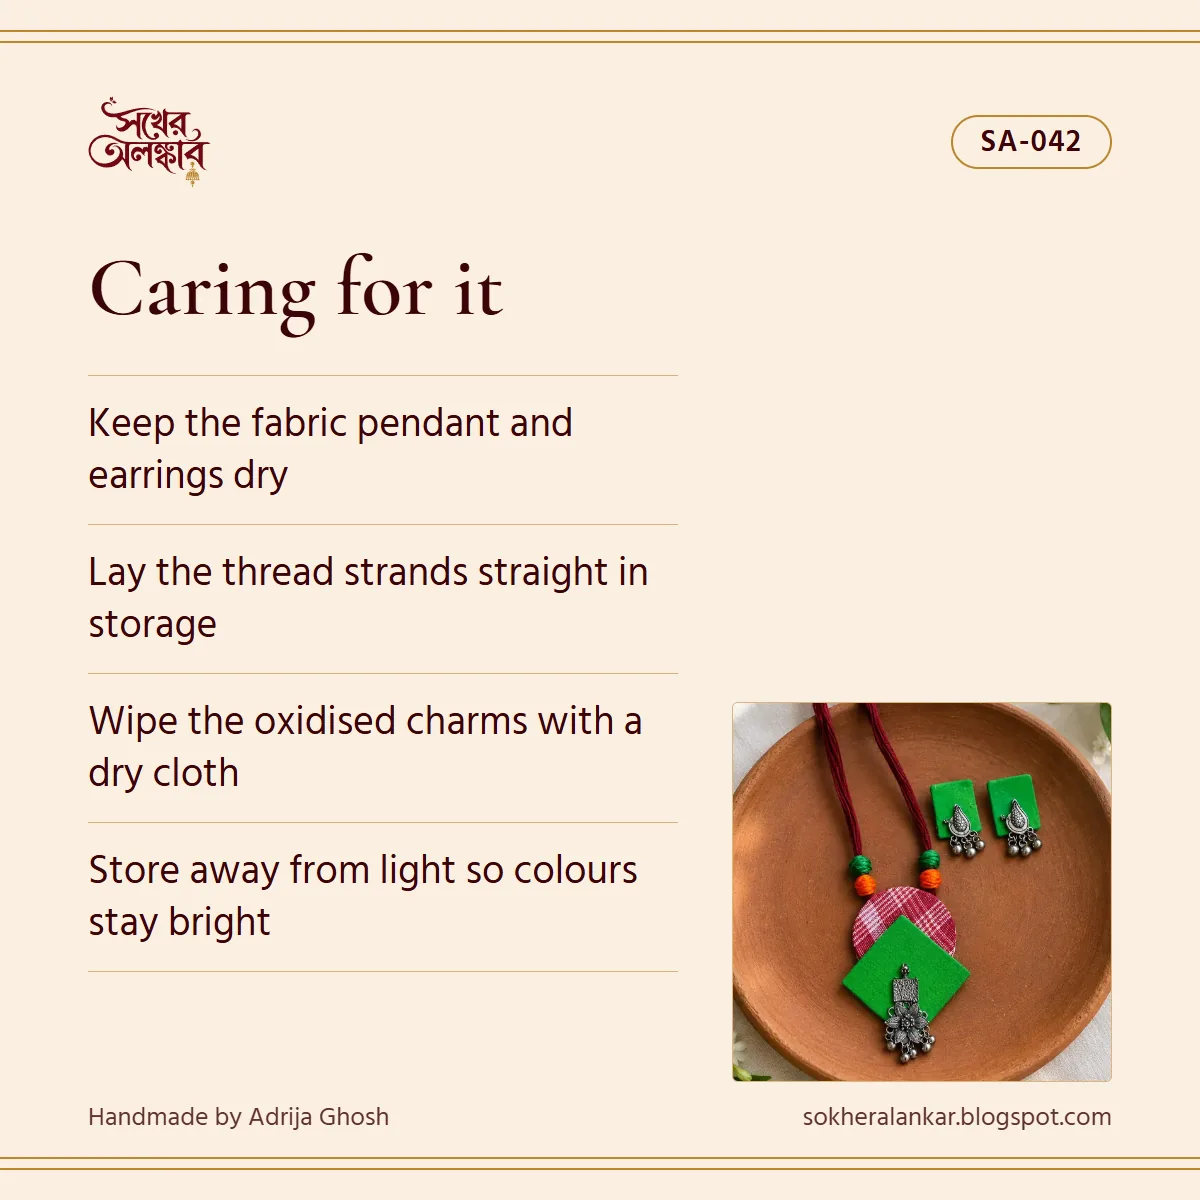 সখের
অলঙ্কার
SA-042
Caring for it
Keep the fabric pendant and
earrings dry
Lay the thread strands straight in
storage
Wipe the oxidised charms with a
dry cloth
Store away from light so colours
stay bright
Handmade by Adrija Ghosh
sokheralankar.blogspot.com